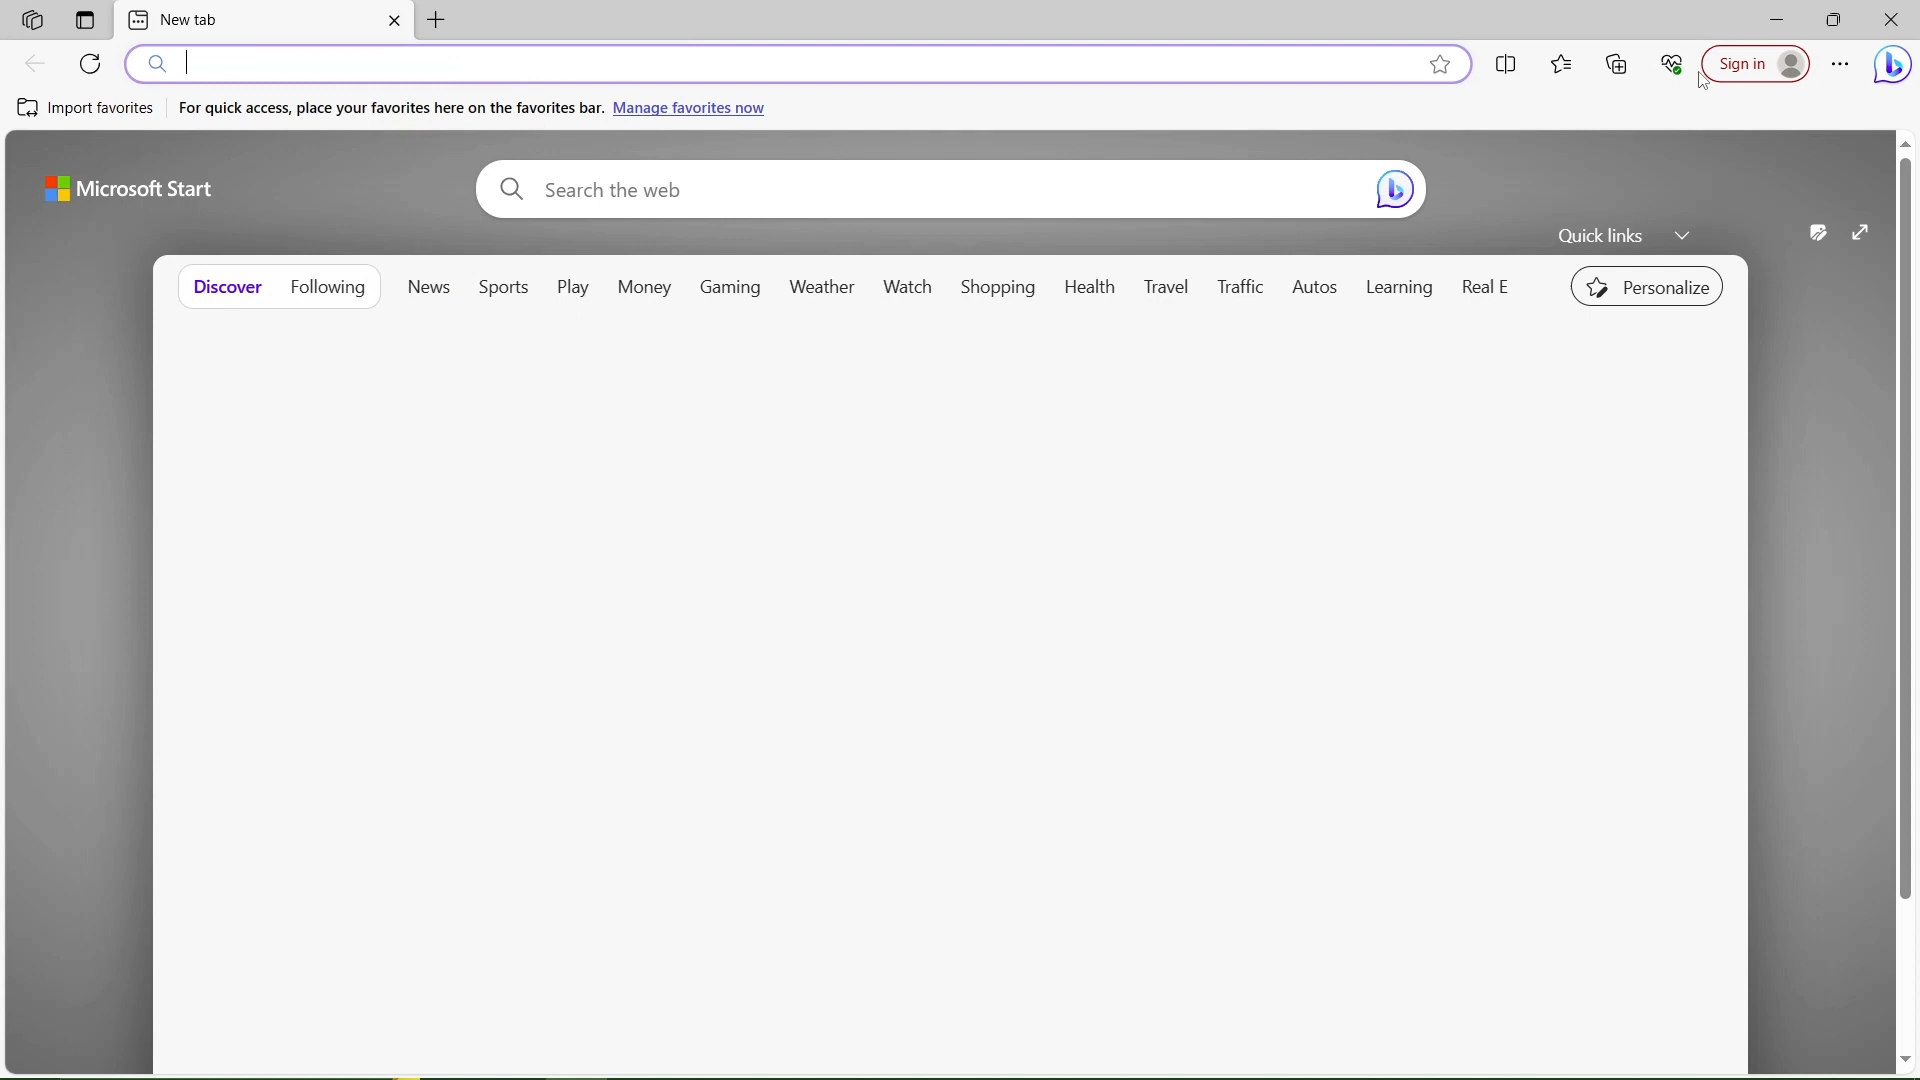 New tab
Sign in
Import favorites
For quick access, place your favorites here on the favorites bar. Manage favorites now
Microsoft Start
Search the web
Quick links
Discover Following News Sports Play Money Gaming Weather Watch Shopping Health Travel Traffic Autos Learning Real E Personalize